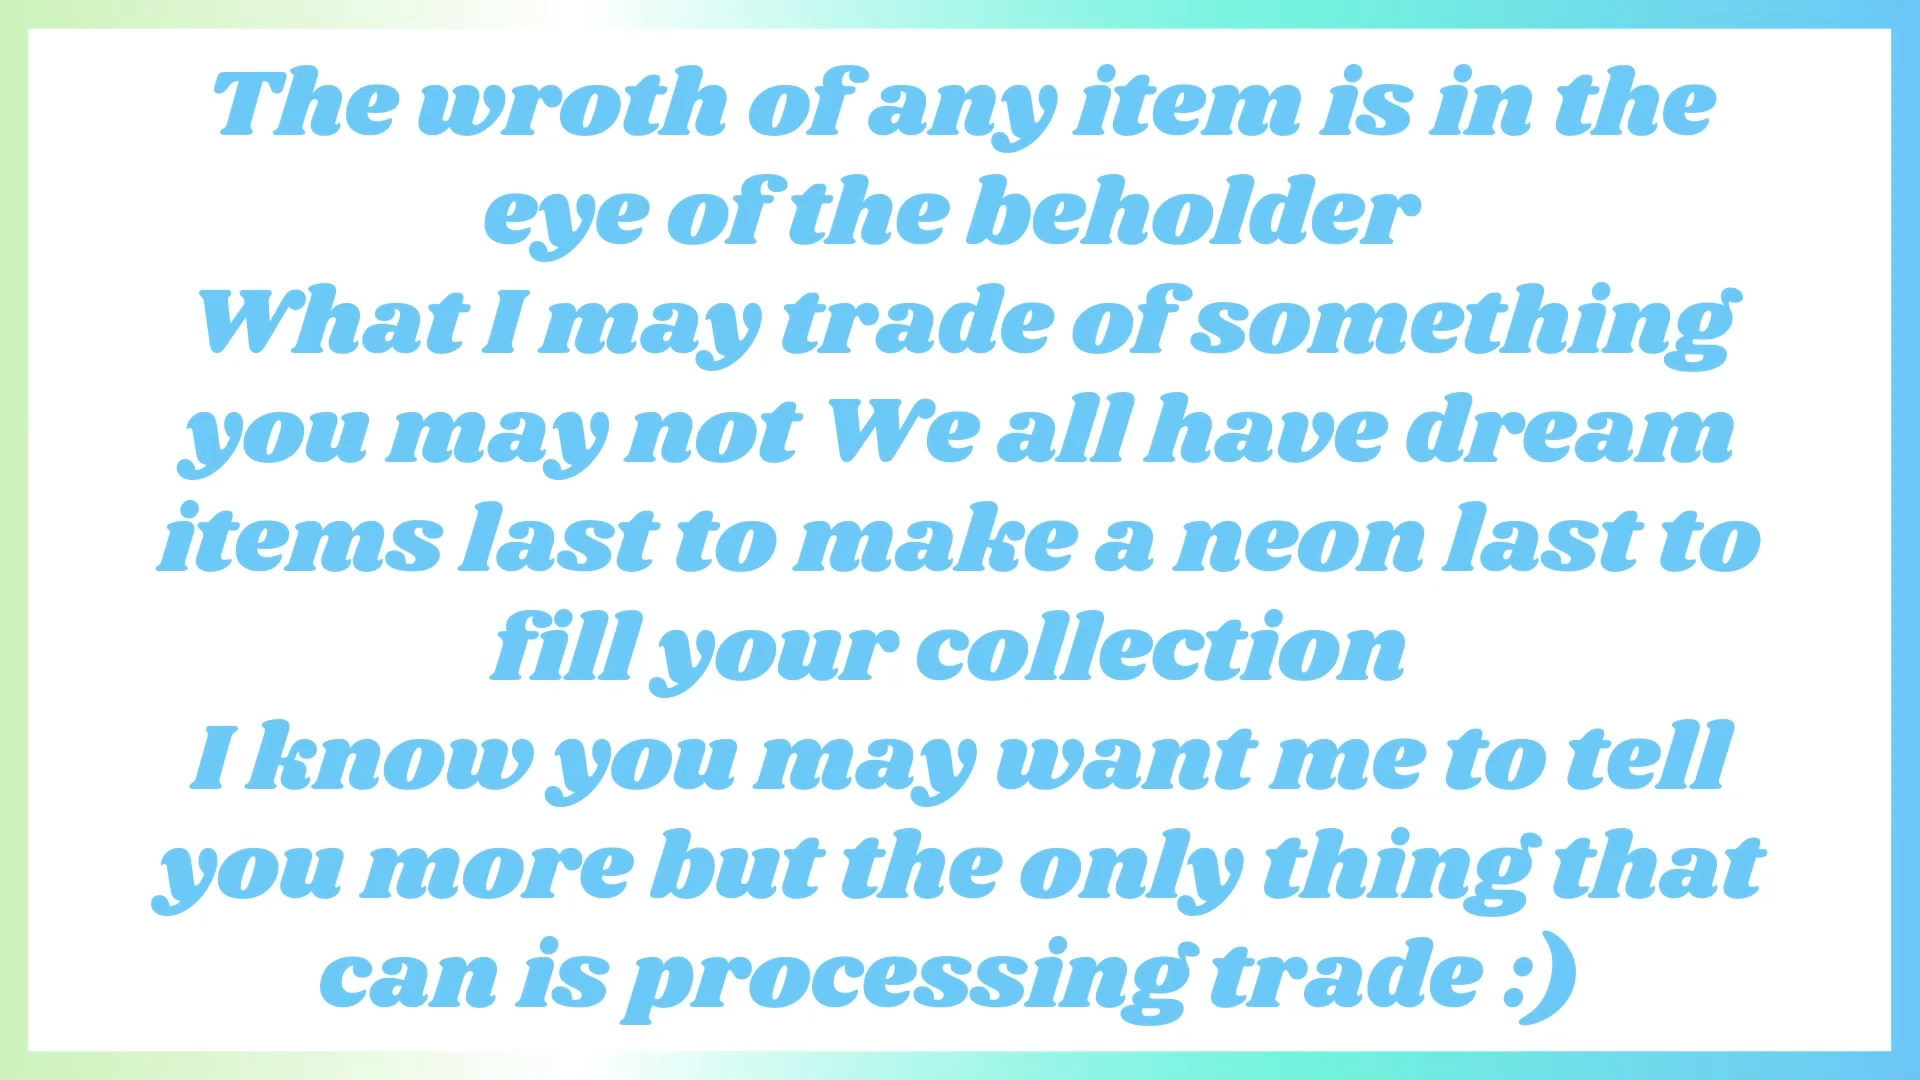 The wroth of any item is in the
eye of the beholder
What I may trade of something
you may not We all have dream
items last to make a neon last to
fill your collection
I know you may want me to tell
you more but the only thing that
can is processing trade :)